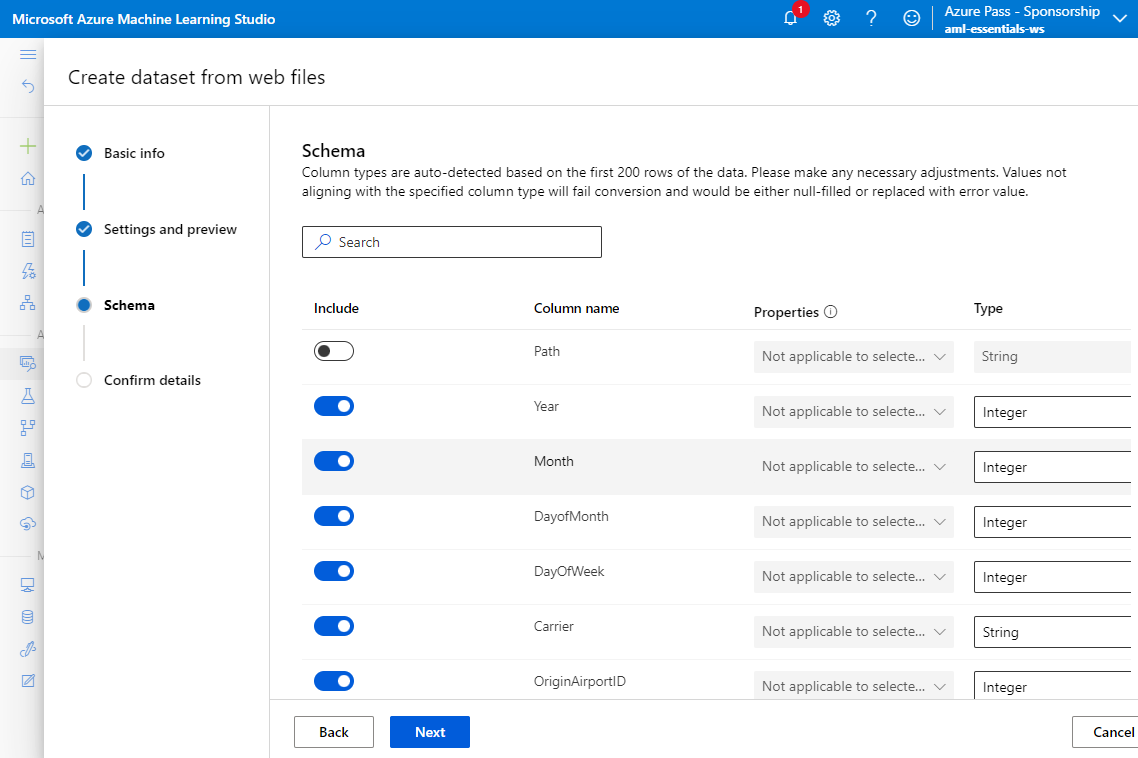 Microsoft Azure Machine Learning Studio
1
Azure Pass - Sponsorship
aml-essentials-ws
Create dataset from web files
Basic info
Settings and preview
Schema
Confirm details
Schema
Column types are auto-detected based on the first 200 rows of the data. Please make any necessary adjustments. Values not
aligning with the specified column type will fail conversion and would be either null-filled or replaced with error value.
Search
Include Column name Properties Type
Path Not applicable to selecte... String
Year Not applicable to selecte... Integer
Month Not applicable to selecte... Integer
DayofMonth Not applicable to selecte... Integer
DayOfWeek Not applicable to selecte... Integer
Carrier Not applicable to selecte... String
OriginAirportID Not applicable to selecte... Integer
Back Next Cancel
A
A
M